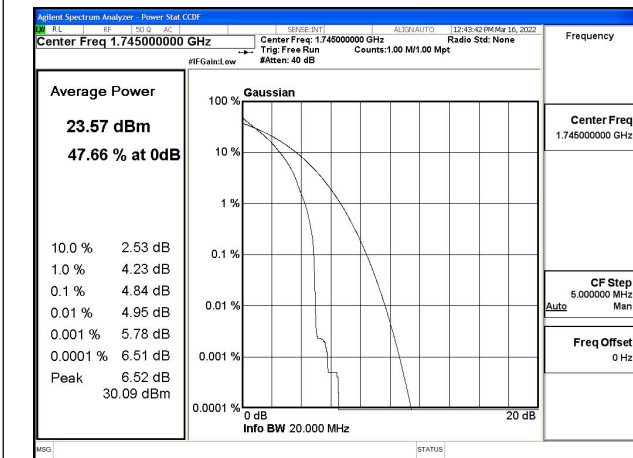 Agilent Spectrum Analyzer - Power Stat CCDF
RL RF 50 Ω AC SENSE:INT ALIGN AUTO 12:43:42 PM Mar 16, 2022
Center Freq 1.745000000 GHz
Center Freq: 1.745000000 GHz Radio Std: None
Trig: Free Run Counts:1.00 M/1.00 Mpt
#IFGain:Low #Atten: 40 dB
Frequency
Average Power
23.57 dBm
47.66 % at 0dB
10.0 % 2.53 dB
1.0 % 4.23 dB
0.1 % 4.84 dB
0.01 % 4.95 dB
0.001 % 5.78 dB
0.0001 % 6.51 dB
Peak 6.52 dB
30.09 dBm
Gaussian
100 %
10 %
1 %
0.1 %
0.01 %
0.001 %
0.0001 %
0 dB 20 dB
Info BW 20.000 MHz
Center Freq
1.745000000 GHz
CF Step
5.000000 MHz
Auto Man
Freq Offset
0 Hz
MSG STATUS